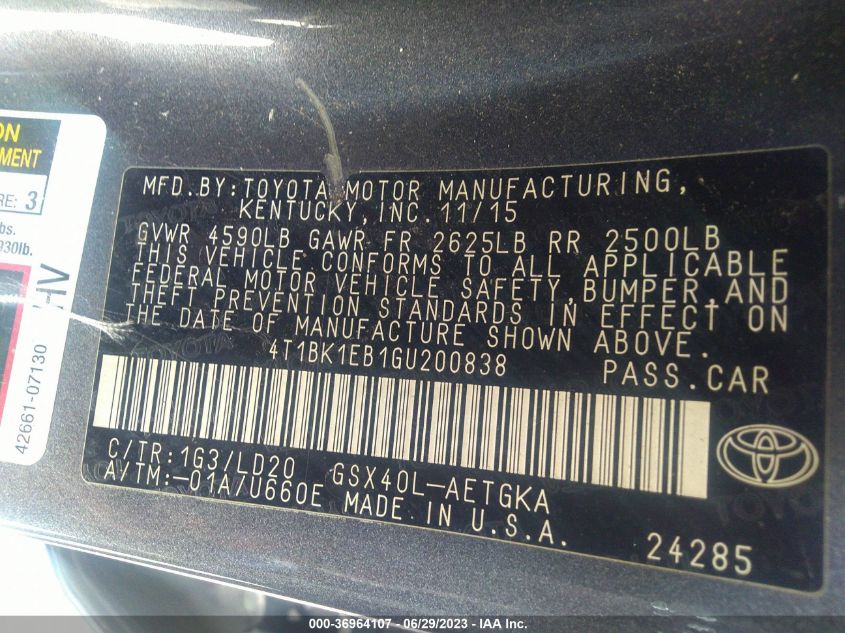 ON
MENT
RE: 3
bs.
930lb.
HV
42661-07130
MFD.BY:TOYOTA MOTOR MANUFACTURING,
KENTUCKY,INC.11/15
GVWR 4590LB GAWR FR 2625LB RR 2500LB
THIS VEHICLE CONFORMS TO ALL APPLICABLE
FEDERAL MOTOR VEHICLE SAFETY,BUMPER,AND
THEFT PREVENTION STANDARDS IN EFFECT ON
THE DATE OF MANUFACTURE SHOWN ABOVE.
4T1BK1EB1GU200838 PASS.CAR
C/TR:1G3/LD20 GSX40L-AETGKA
A/TM:-01A/U660E MADE IN U.S.A.
24285
000-36964107 - 06/29/2023 - IAA Inc.